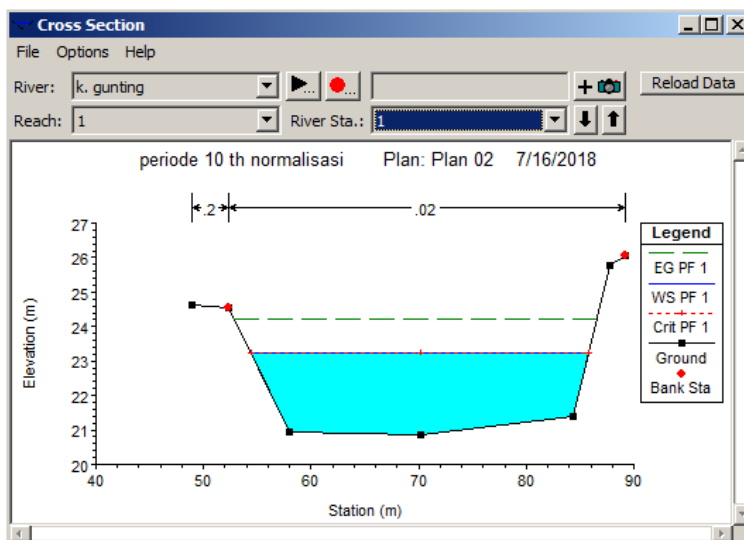 Cross Section
File Options Help
River: k. gunting ... ... + Reload Data
Reach: 1 River Sta.: 1
periode 10 th normalisasi Plan: Plan 02 7/16/2018
.2 .02
27
26
25
24
23
22
21
20
40 50 60 70 80 90
Elevation (m)
Station (m)
Legend
EG PF 1
WS PF 1
Crit PF 1
Ground
Bank Sta